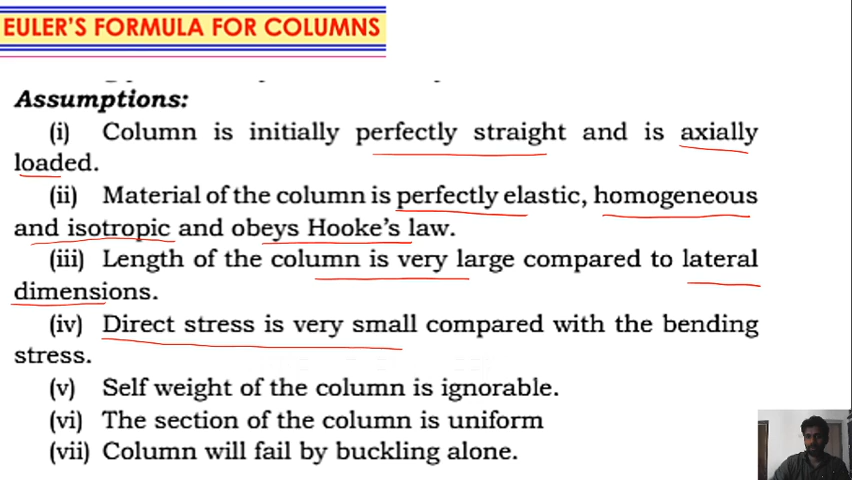 EULER'S FORMULA FOR COLUMNS
Assumptions:
(i) Column is initially perfectly straight and is axially
loaded.
(ii) Material of the column is perfectly elastic, homogeneous
and isotropic and obeys Hooke's law.
(iii) Length of the column is very large compared to lateral
dimensions.
(iv) Direct stress is very small compared with the bending
stress.
(v) Self weight of the column is ignorable.
(vi) The section of the column is uniform
(vii) Column will fail by buckling alone.